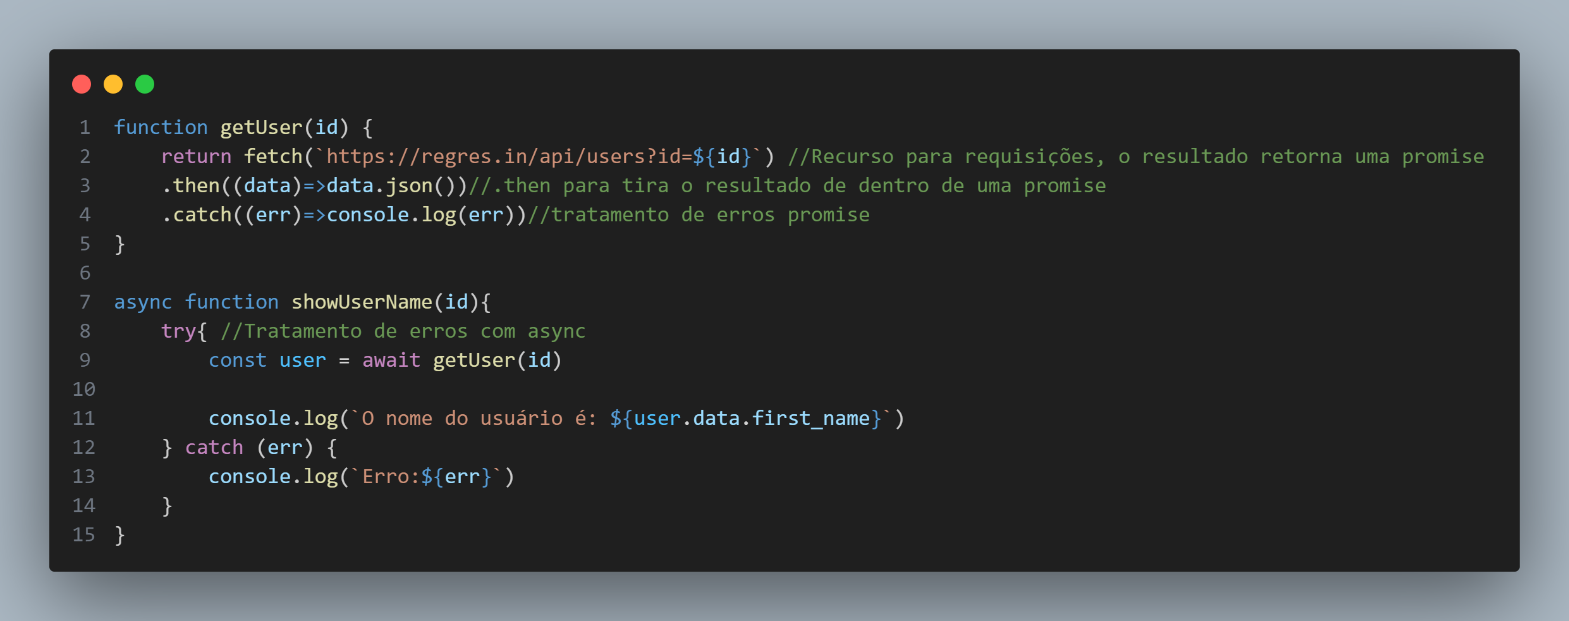 1 function getUser(id) {
2     return fetch(`https://regres.in/api/users?id=${id}`) //Recurso para requisições, o resultado retorna uma promise
3     .then((data)=>data.json())//.then para tira o resultado de dentro de uma promise
4     .catch((err)=>console.log(err))//tratamento de erros promise
5 }
6
7 async function showUserName(id){
8     try{ //Tratamento de erros com async
9         const user = await getUser(id)
10
11         console.log(`O nome do usuário é: ${user.data.first_name}`)
12     } catch (err) {
13         console.log(`Erro:${err}`)
14     }
15 }